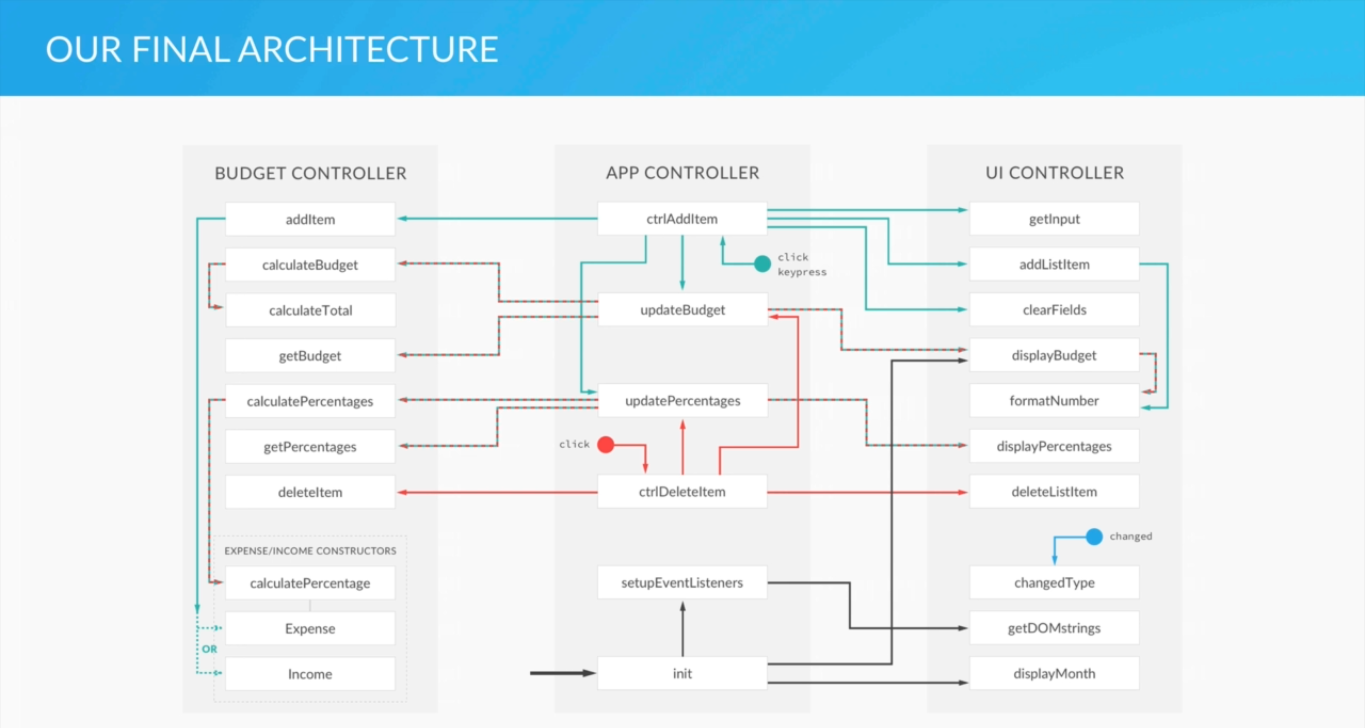 OUR FINAL ARCHITECTURE
BUDGET CONTROLLER
addItem
calculateBudget
calculateTotal
getBudget
calculatePercentages
getPercentages
deleteItem
EXPENSE/INCOME CONSTRUCTORS
calculatePercentage
Expense
OR
Income
APP CONTROLLER
ctrlAddItem
click
keypress
updateBudget
updatePercentages
click
ctrlDeleteItem
setupEventListeners
init
UI CONTROLLER
getInput
addListItem
clearFields
displayBudget
formatNumber
displayPercentages
deleteListItem
changed
changedType
getDOMstrings
displayMonth